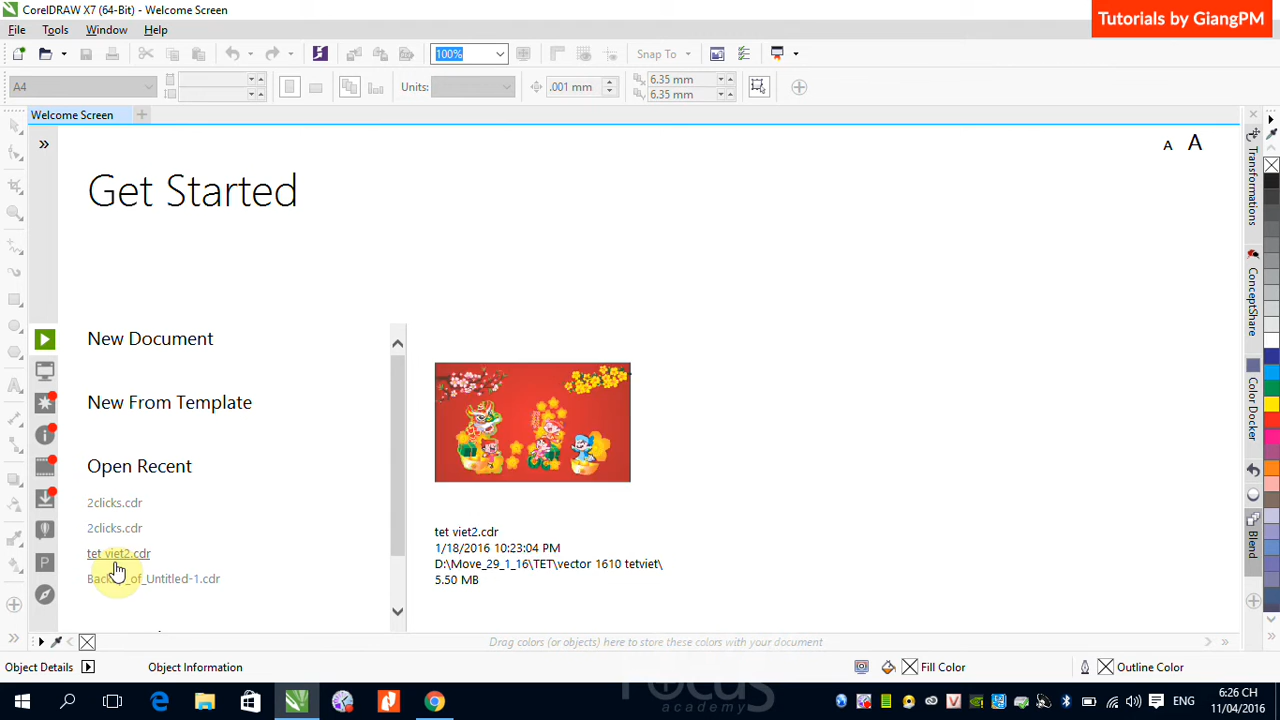 CorelDRAW X7 (64-Bit) - Welcome Screen
Tutorials by GiangPM
File Tools Window Help
100% Snap To
A4 Units: .001 mm 6.35 mm
6.35 mm
Welcome Screen
A A
Get Started
Transformations
ConceptShare
Color Docker
Blend
New Document
New From Template
Open Recent
2clicks.cdr
2clicks.cdr
tet viet2.cdr
tet viet2.cdr
1/18/2016 10:23:04 PM
D:\Move_29_1_16\TET\vector 1610 tetviet\
5.50 MB
Drag colors (or objects) here to store these colors with your document
Object Details Object Information Fill Color Outline Color
Focus
academy
ENG
6:26 CH
11/04/2016